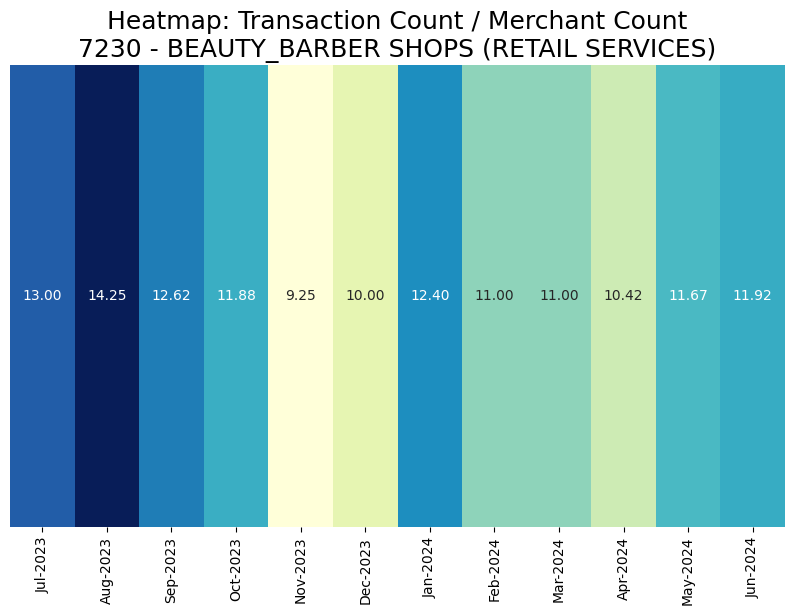 Heatmap: Transaction Count / Merchant Count
7230 - BEAUTY_BARBER SHOPS (RETAIL SERVICES)
13.00 14.25 12.62 11.88 9.25 10.00 12.40 11.00 11.00 10.42 11.67 11.92
Jul-2023 Aug-2023 Sep-2023 Oct-2023 Nov-2023 Dec-2023 Jan-2024 Feb-2024 Mar-2024 Apr-2024 May-2024 Jun-2024